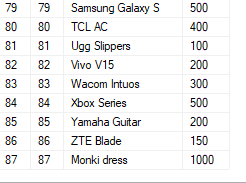 79 79 Samsung Galaxy S 500
80 80 TCL AC 400
81 81 Ugg Slippers 100
82 82 Vivo V15 200
83 83 Wacom Intuos 300
84 84 Xbox Series 500
85 85 Yamaha Guitar 200
86 86 ZTE Blade 150
87 87 Monki dress 1000